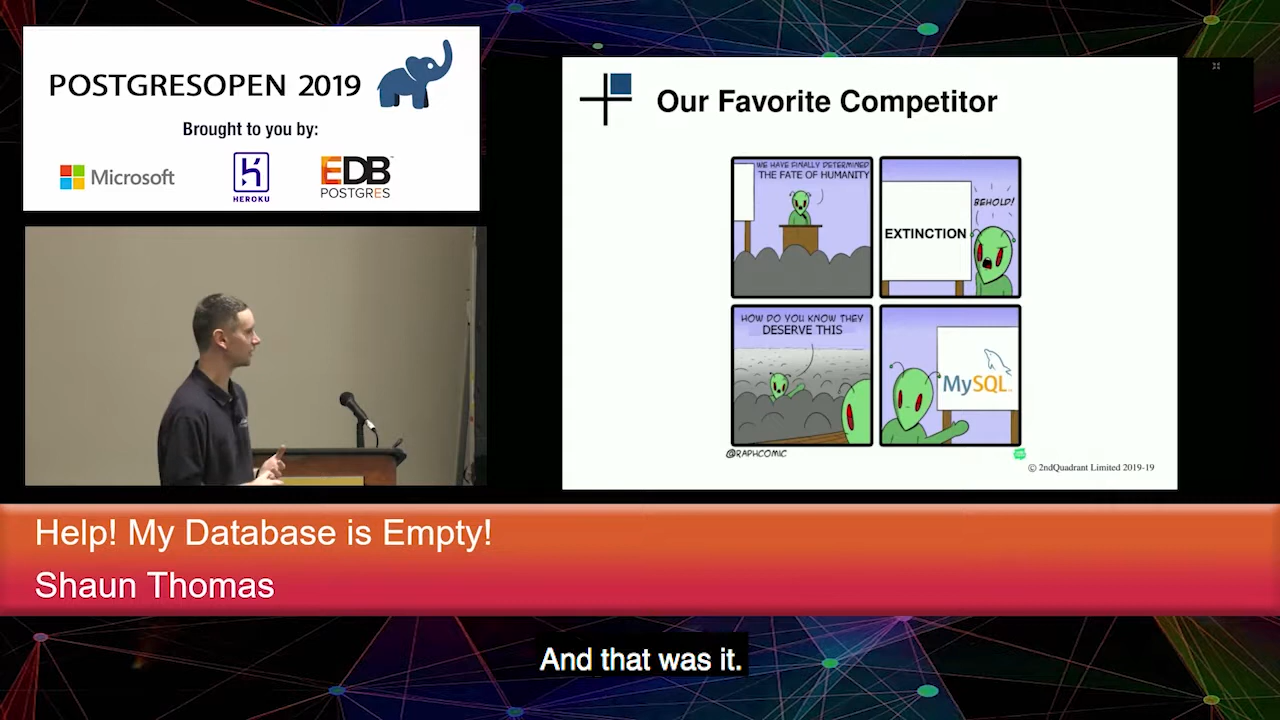 POSTGRESOPEN 2019
Brought to you by:
Microsoft
HEROKU
EDB
POSTGRES
Our Favorite Competitor
WE HAVE FINALLY DETERMINED
THE FATE OF HUMANITY
BEHOLD!
EXTINCTION
HOW DO YOU KNOW THEY
DESERVE THIS
MySQL
@RAPHCOMIC
© 2ndQuadrant Limited 2019-19
Help! My Database is Empty!
Shaun Thomas
And that was it.